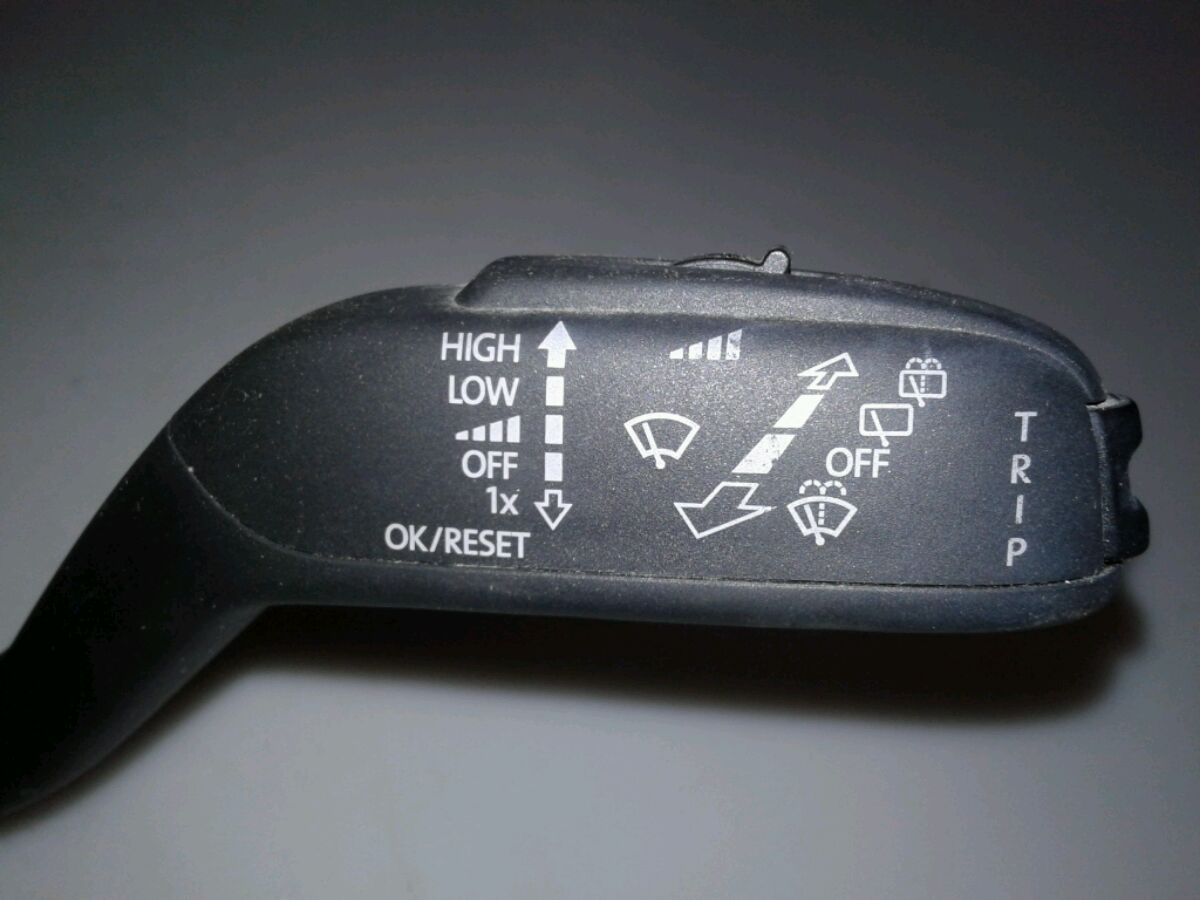 HIGH
LOW
OFF
1x
OK/RESET
OFF
TRIP